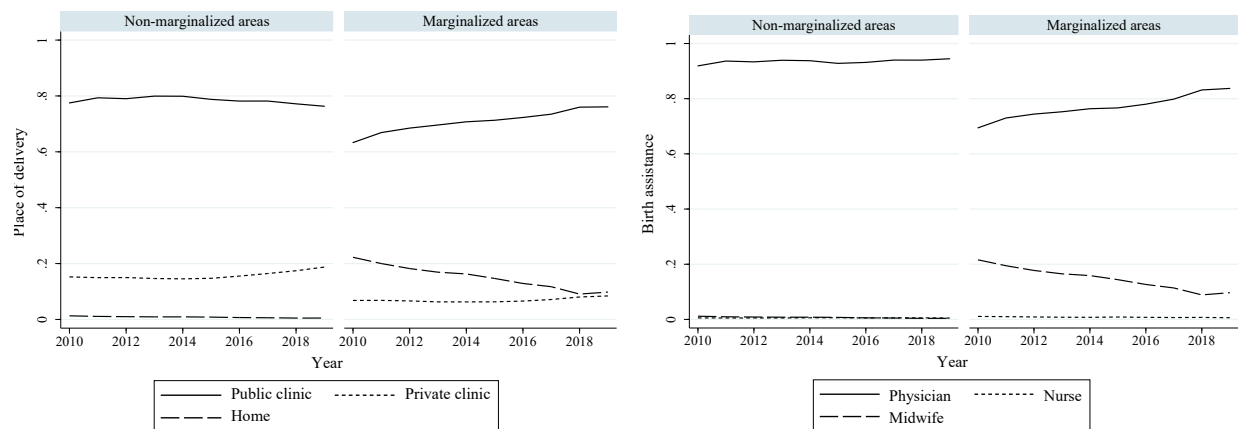 Non-marginalized areas
Marginalized areas
Place of delivery
1
.8
.6
.4
.2
0
2010 2012 2014 2016 2018
2010 2012 2014 2016 2018
Year
Public clinic
Private clinic
Home
Non-marginalized areas
Marginalized areas
Birth assistance
1
.8
.6
.4
.2
0
2010 2012 2014 2016 2018
2010 2012 2014 2016 2018
Year
Physician
Nurse
Midwife